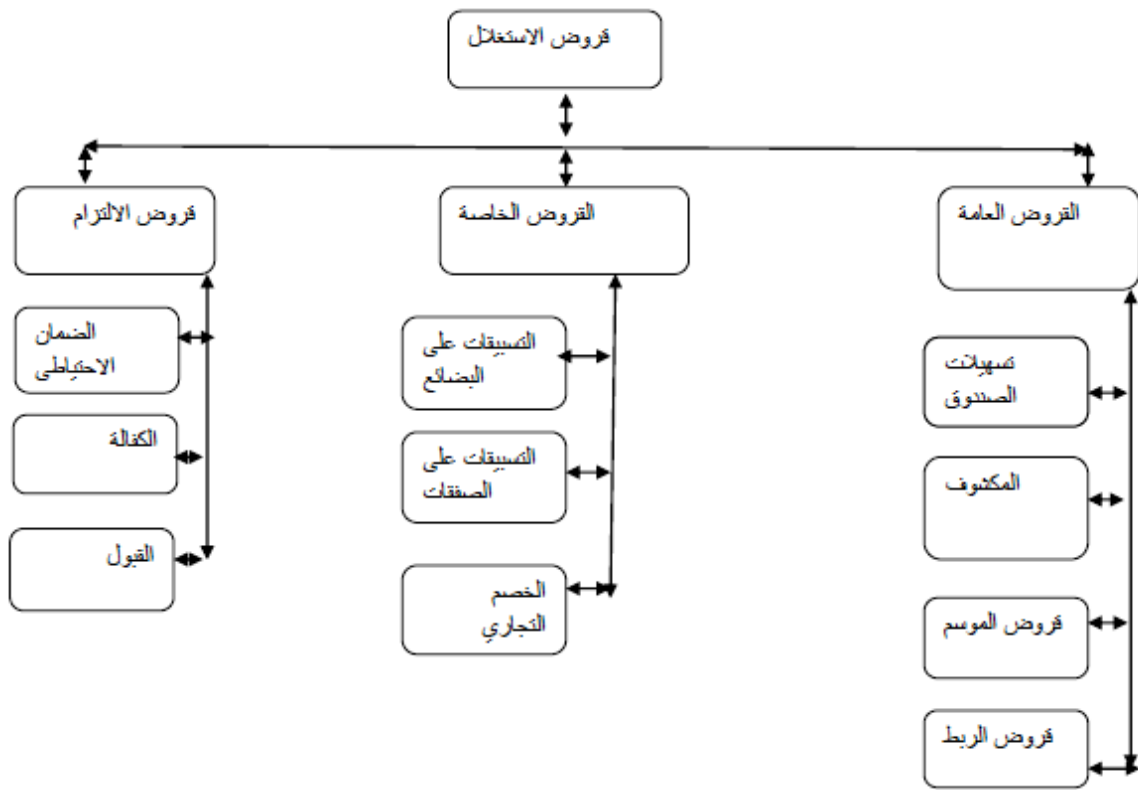 قروض الاستغلال
القروض العامة
القروض الخاصة
قروض الالتزام
تسهيلات
الصندوق
المكشوف
قروض الموسم
قروض الربط
التسبيقات على
البضائع
التسبيقات على
الصفقات
الخصم
التجاري
الضمان
الاحتياطي
الكفالة
القبول